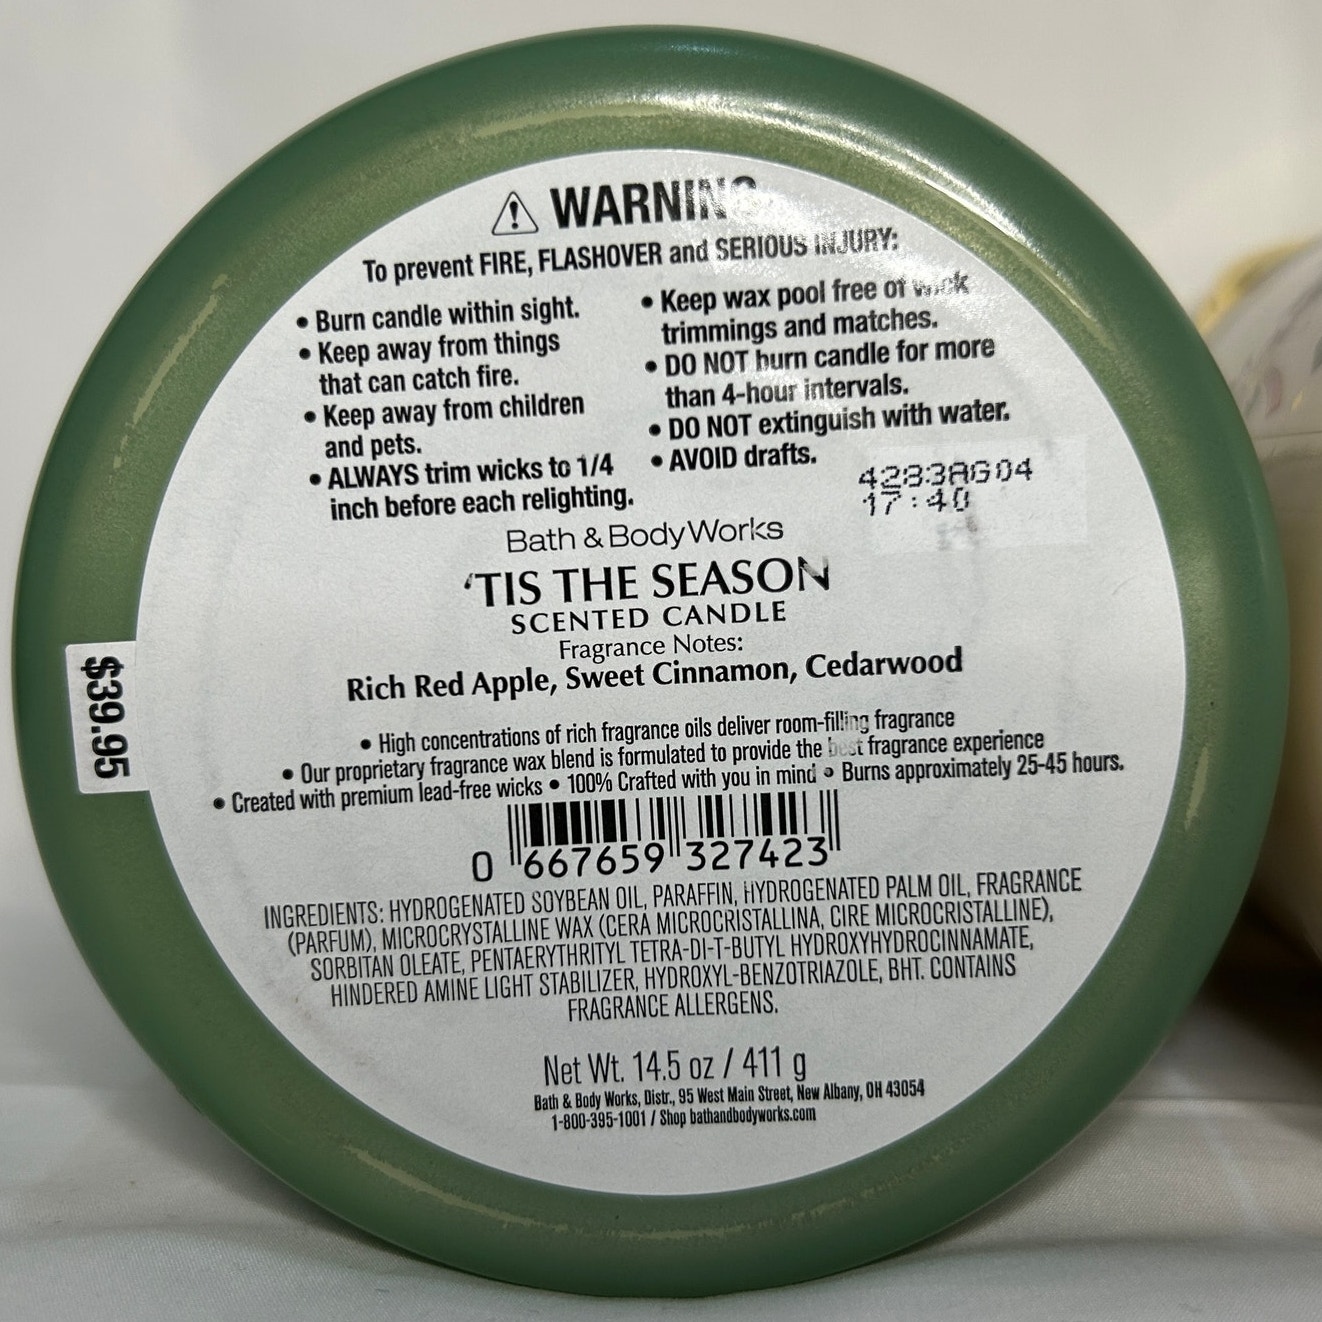 WARNING
To prevent FIRE, FLASHOVER and SERIOUS INJURY:
• Burn candle within sight.
• Keep away from things
that can catch fire.
• Keep away from children
and pets.
• ALWAYS trim wicks to 1/4
inch before each relighting.
• Keep wax pool free of wick
trimmings and matches.
• DO NOT burn candle for more
than 4-hour intervals.
• DO NOT extinguish with water.
• AVOID drafts.
4283AG04
17:40
Bath & Body Works
‘TIS THE SEASON
SCENTED CANDLE
Fragrance Notes:
Rich Red Apple, Sweet Cinnamon, Cedarwood
• High concentrations of rich fragrance oils deliver room-filling fragrance
• Our proprietary fragrance wax blend is formulated to provide the best fragrance experience
• Created with premium lead-free wicks • 100% Crafted with you in mind • Burns approximately 25-45 hours.
$39.95
0 667659 327423
INGREDIENTS: HYDROGENATED SOYBEAN OIL, PARAFFIN, HYDROGENATED PALM OIL, FRAGRANCE
(PARFUM), MICROCRYSTALLINE WAX (CERA MICROCRISTALLINA, CIRE MICROCRISTALLINE),
SORBITAN OLEATE, PENTAERYTHRITYL TETRA-DI-T-BUTYL HYDROXYHYDROCINNAMATE,
HINDERED AMINE LIGHT STABILIZER, HYDROXYL-BENZOTRIAZOLE, BHT. CONTAINS
FRAGRANCE ALLERGENS.
Net Wt. 14.5 oz / 411 g
Bath & Body Works, Distr., 95 West Main Street, New Albany, OH 43054
1-800-395-1001 / Shop bathandbodyworks.com